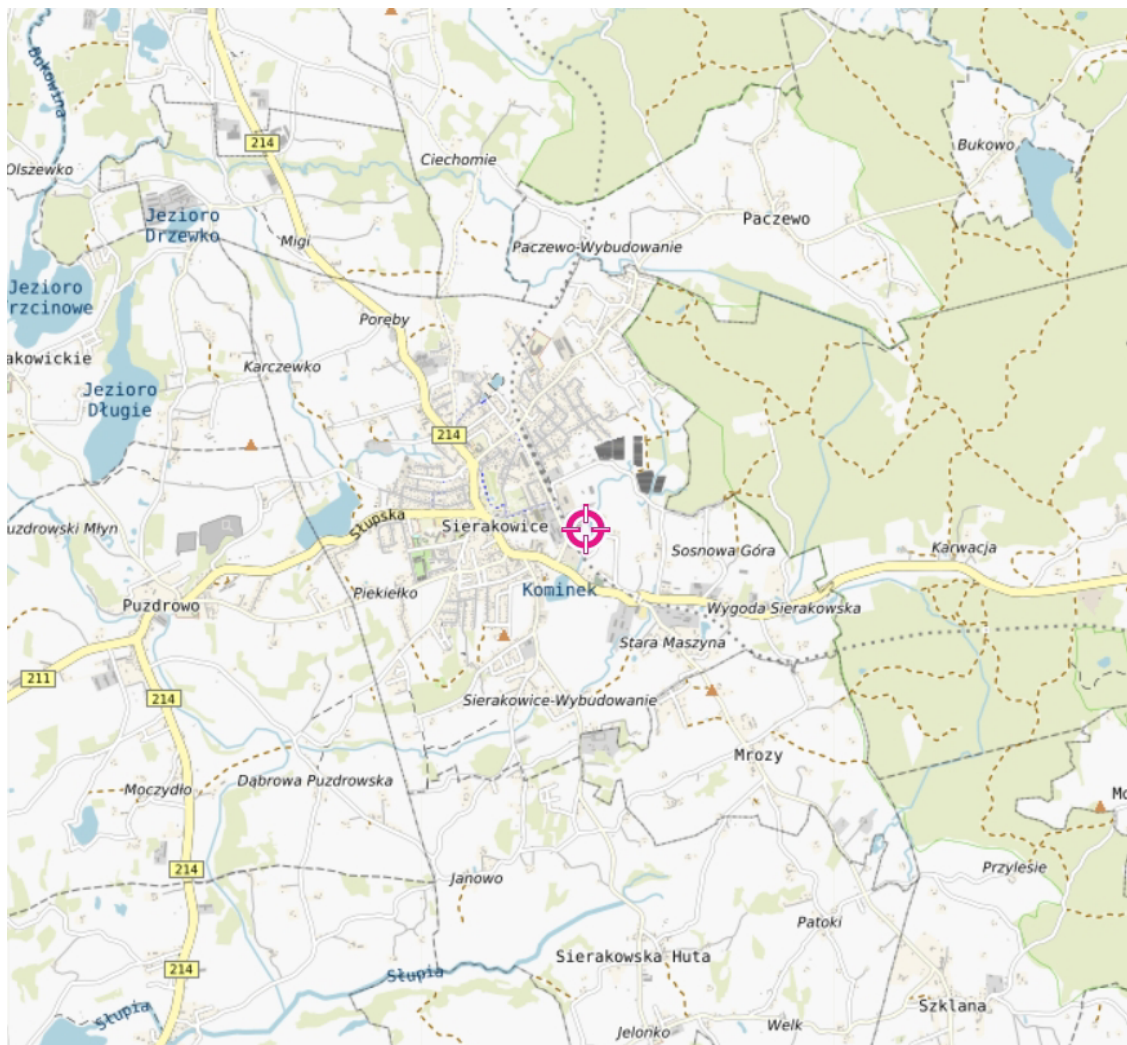 Bukowina
214
Olszewko
Ciechomie
Bukowo
Jezioro
Drzewko
Paczewo
Migi
Paczewo-Wybudowanie
Jezioro
rzcinowe
Poręby
akowickie
Karczewko
Jezioro
Długie
214
uzdrowski Młyn
Słupska
Sierakowice
Sosnowa Góra
Karwacja
Piekiełko
Kominek
Puzdrowo
Wygoda Sierakowska
Stara Maszyna
211
214
Sierakowice-Wybudowanie
Mrozy
Dąbrowa Puzdrowska
Moczydło
Mo
214
Janowo
Przylesie
Patoki
Sierakowska Huta
214
Słupia
Szklana
Słupia
Jelonko
Welk